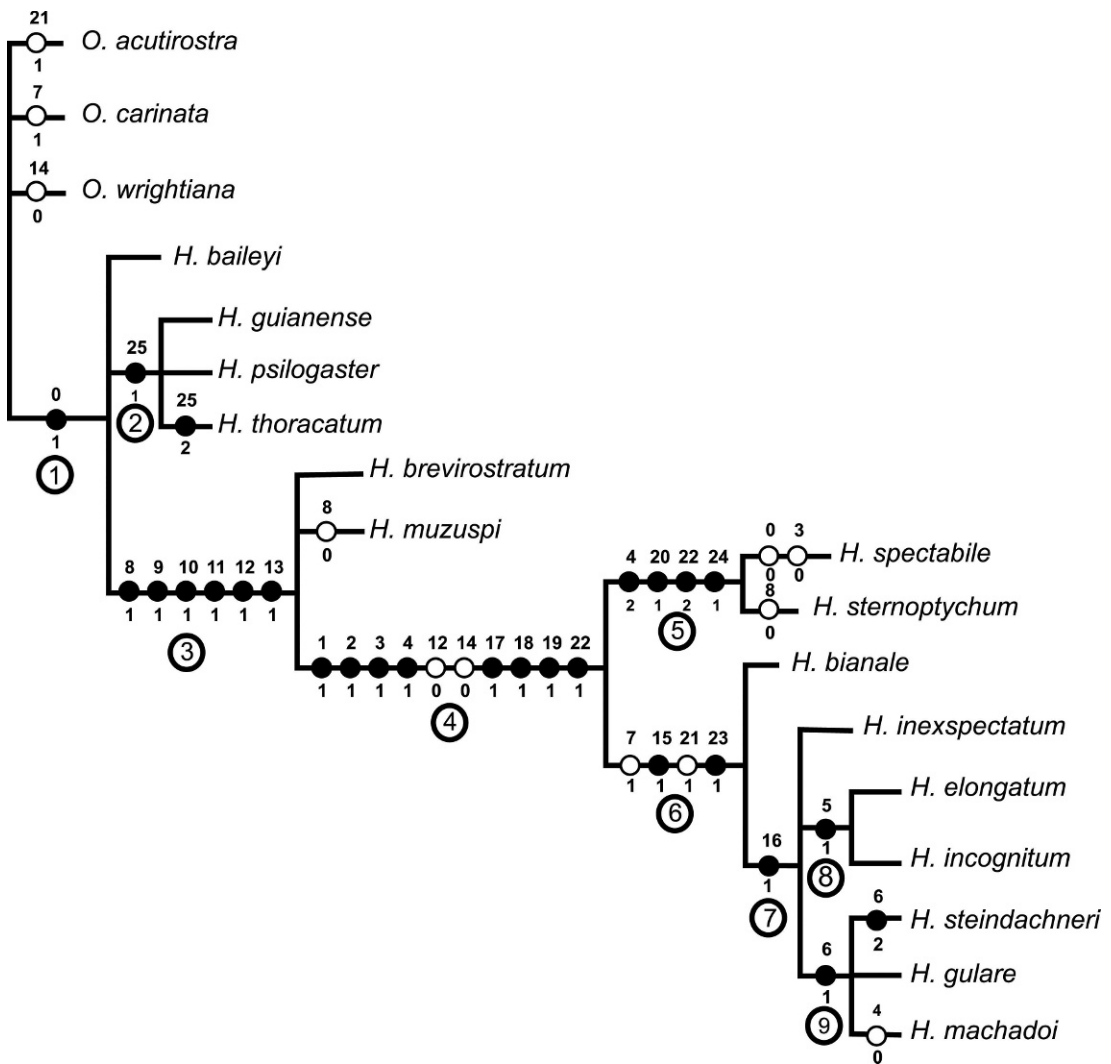 21
O. acutirostra
1
7
O. carinata
1
14
O. wrightiana
0
H. baileyi
H. guianense
25
H. psilogaster
1
2
25
H. thoracatum
2
0
1
1
H. brevirostratum
8
H. muzuspi
0
8 9 10 11 12 13
1 1 1 1 1 1
3
4 20 22 24
2 1 2 1
5
0 3
H. spectabile
0 0
8
H. sternoptychum
0
1 2 3 4 12 14 17 18 19 22
1 1 1 1 0 0 1 1 1 1
4
H. bianale
7 15 21 23
1 1 1 1
6
H. inexspectatum
H. elongatum
5
1
8
H. incognitum
16
1
7
6
H. steindachneri
2
6
H. gulare
1
9
4
H. machadoi
0